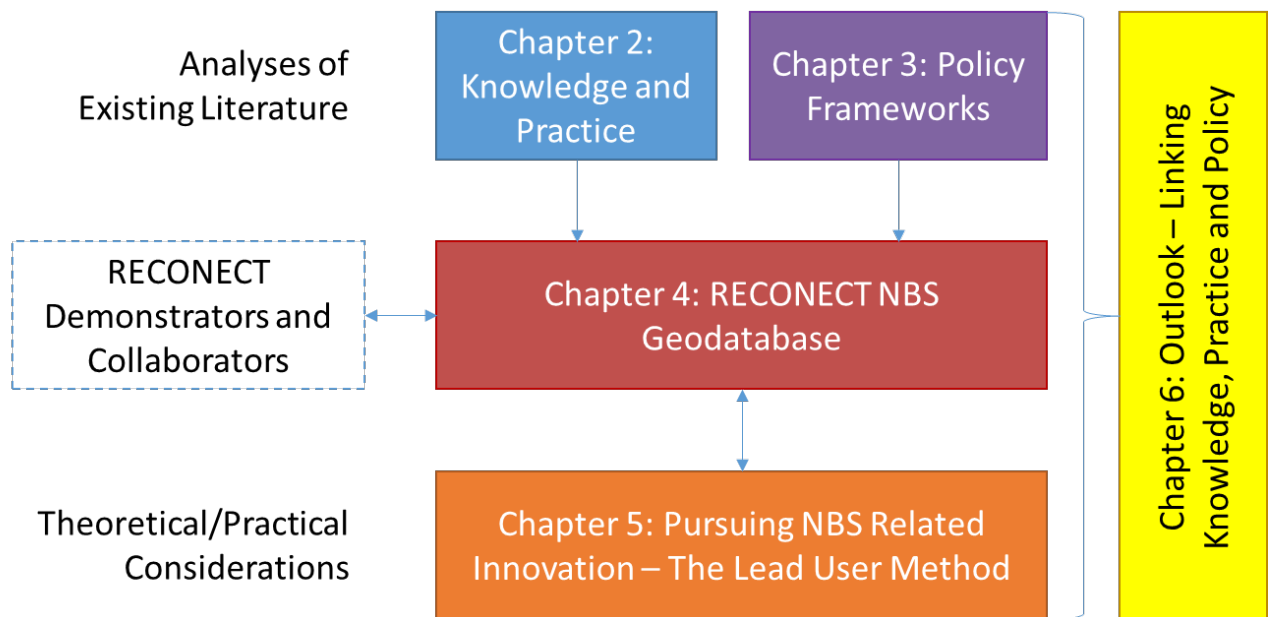 Analyses of
Existing Literature
Chapter 2:
Knowledge and
Practice
Chapter 3: Policy
Frameworks
RECONECT
Demonstrators and
Collaborators
Chapter 4: RECONECT NBS
Geodatabase
Theoretical/Practical
Considerations
Chapter 5: Pursuing NBS Related
Innovation – The Lead User Method
Chapter 6: Outlook – Linking
Knowledge, Practice and Policy